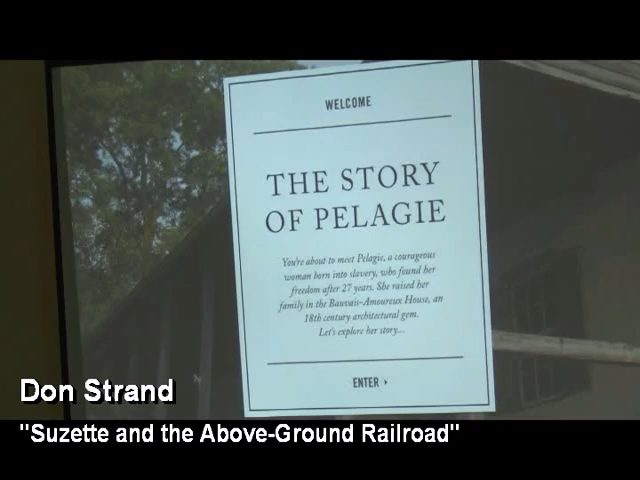 WELCOME
THE STORY
OF PELAGIE
You're about to meet Pelagie, a courageous
woman born into slavery, who found her
freedom after 27 years. She raised her
family in the Bauvais-Amoureux House, an
18th century architectural gem.
Let's explore her story...
ENTER ›
Don Strand
"Suzette and the Above-Ground Railroad"